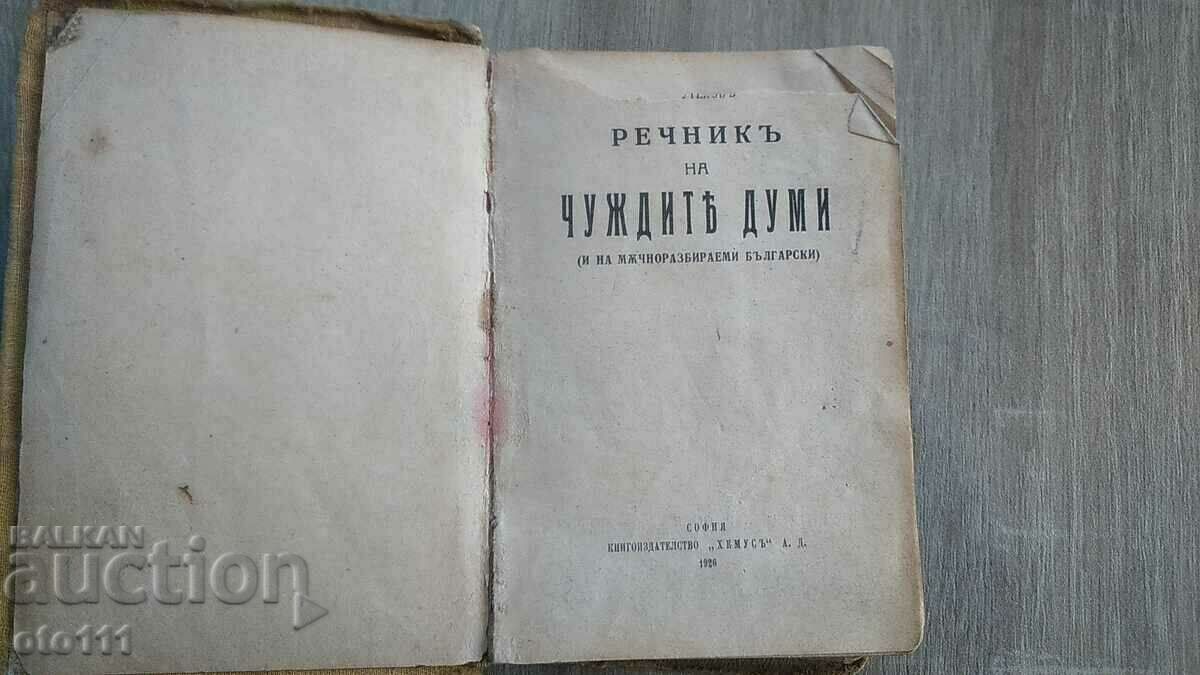 РЕЧНИКЪ
НА
ЧУЖДИТѢ ДУМИ
(И НА МѪЧНОРАЗБИРАЕМИ БЪЛГАРСКИ)
СОФИЯ
КНИГОИЗДАТЕЛСТВО „ХЕМУСЪ“ А. Д.
1926
BALKAN
auction
oto111